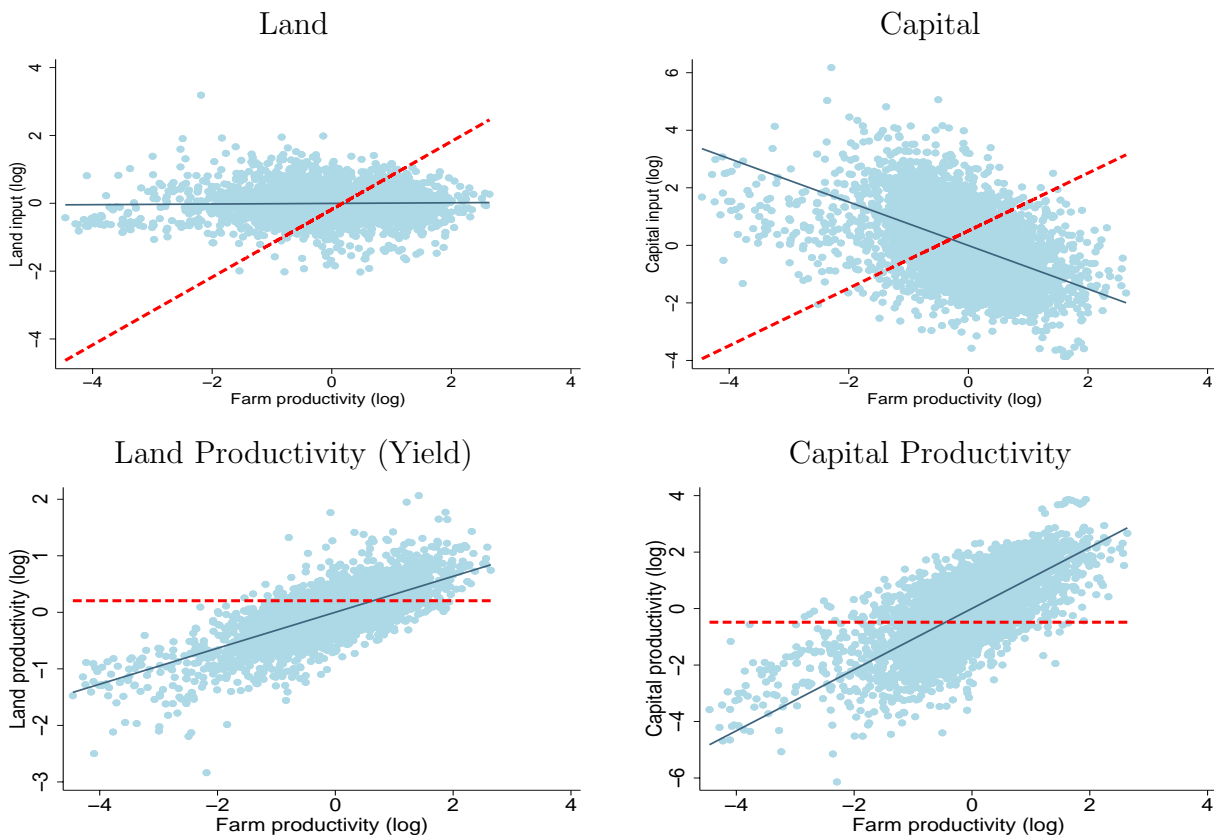 Land
4
2
0
−2
−4
Land input (log)
−4 −2 0 2 4
Farm productivity (log)
Capital
6
4
2
0
−2
−4
Capital input (log)
−4 −2 0 2 4
Farm productivity (log)
Land Productivity (Yield)
2
1
0
−1
−2
−3
Land productivity (log)
−4 −2 0 2 4
Farm productivity (log)
Capital Productivity
4
2
0
−2
−4
−6
Capital productivity (log)
−4 −2 0 2 4
Farm productivity (log)